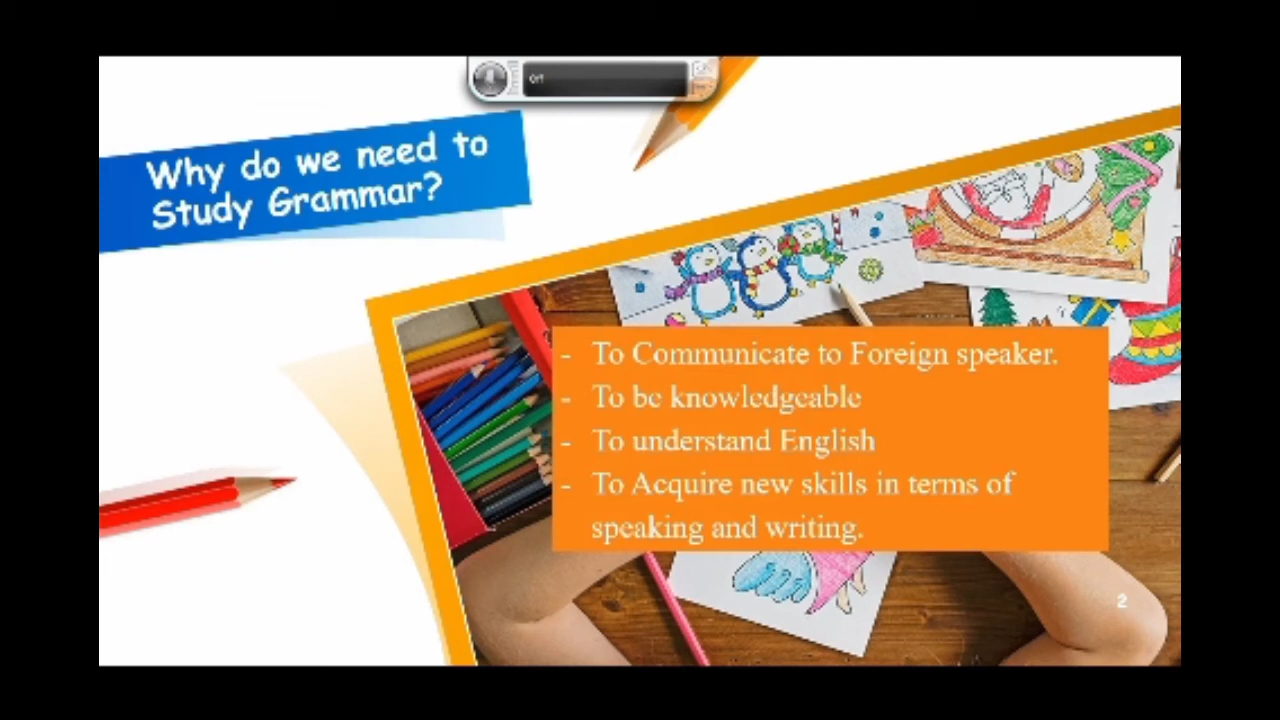 Off
Why do we need to
Study Grammar?
- To Communicate to Foreign speaker.
- To be knowledgeable
- To understand English
- To Acquire new skills in terms of
speaking and writing.
2